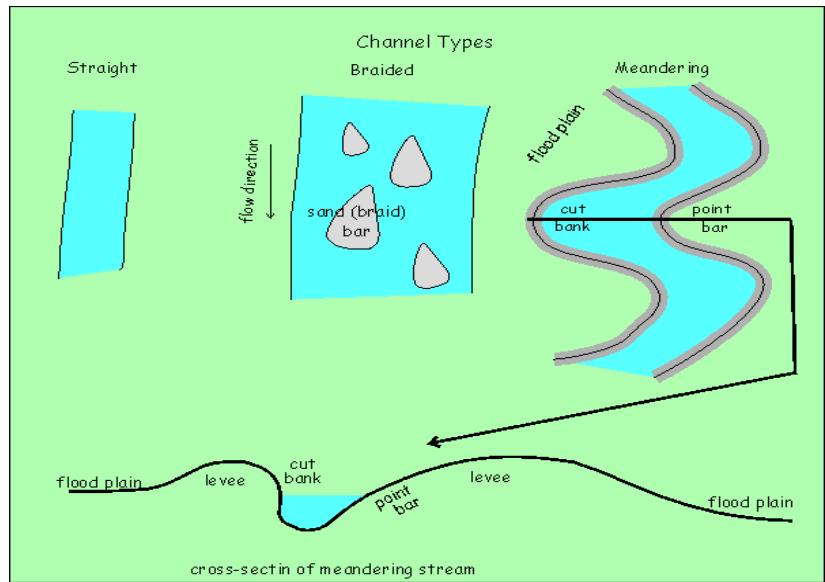 Channel Types
Straight
Braided
Meandering
flood plain
flow direction
sand (braid)
bar
cut
bank
point
bar
cut
bank
flood plain
levee
point
bar
levee
flood plain
cross-sectin of meandering stream